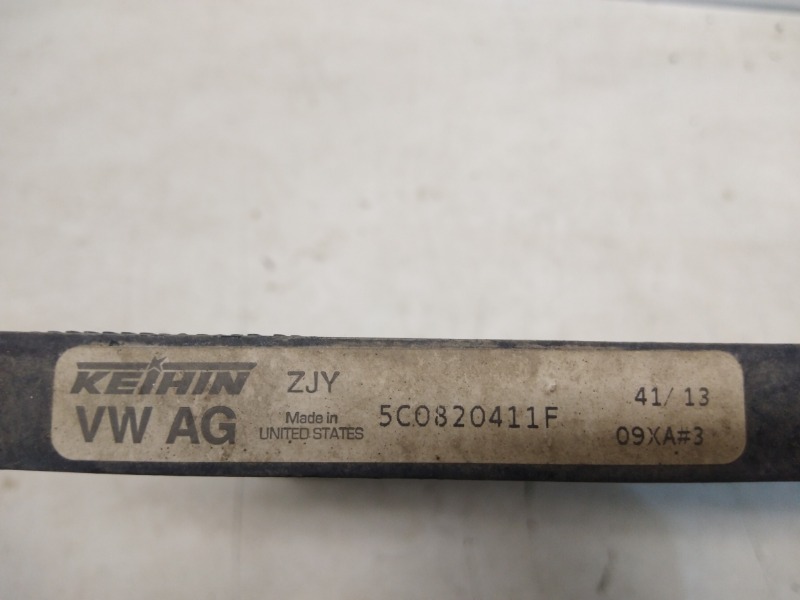 KEIHIN ZJY 41/ 13
VW AG Made in UNITED STATES 5C0820411F 09XA#3